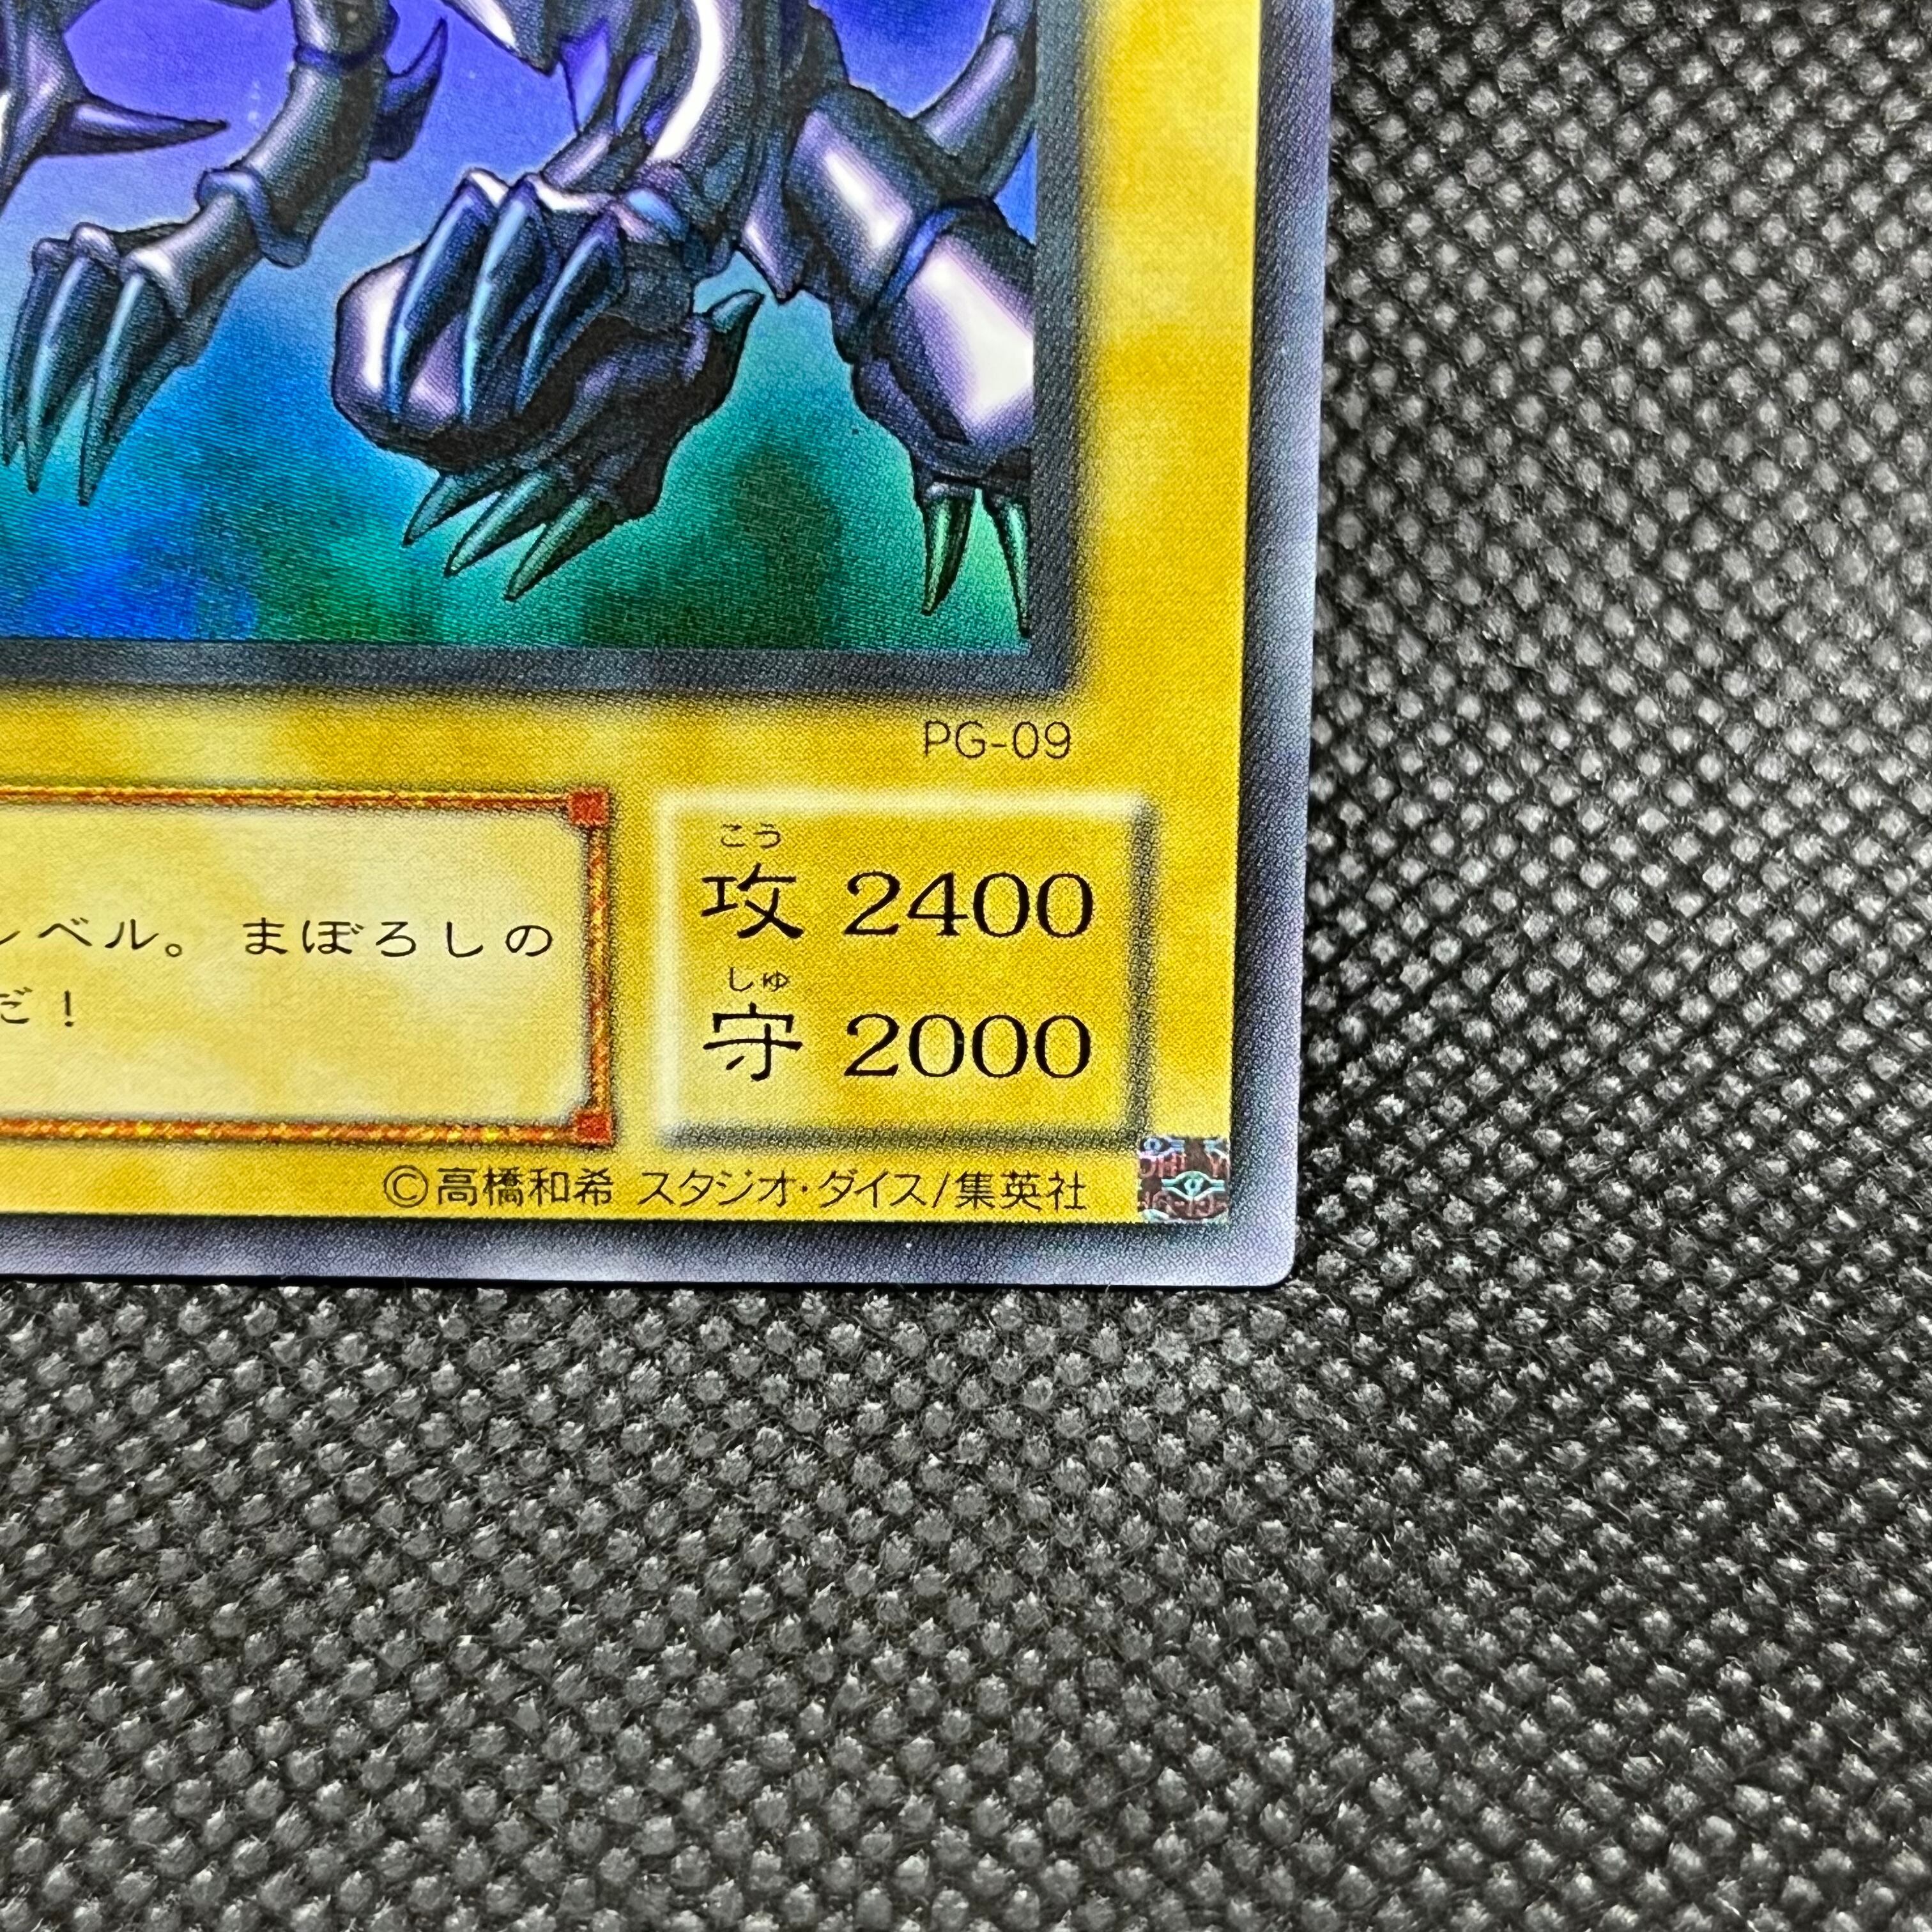 PG-09
こう
攻 2400
しゅ
守 2000
レベル。まぼろしの
だ！
©高橋和希 スタジオ・ダイス/集英社